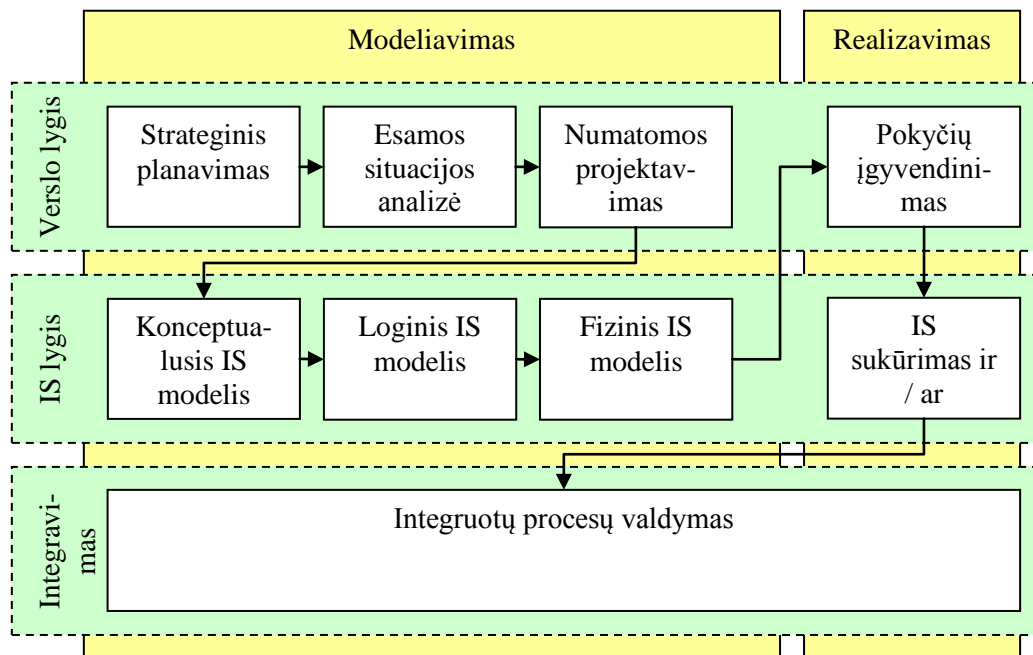 Modeliavimas
Realizavimas
Verslo lygis
Strateginis
planavimas
Esamos
situacijos
analizė
Numatomos
projektav-
imas
Pokyčių
įgyvendini-
mas
IS lygis
Konceptua-
lusis IS
modelis
Loginis IS
modelis
Fizinis IS
modelis
IS
sukūrimas ir
/ ar
Integravi-
mas
Integruotų procesų valdymas